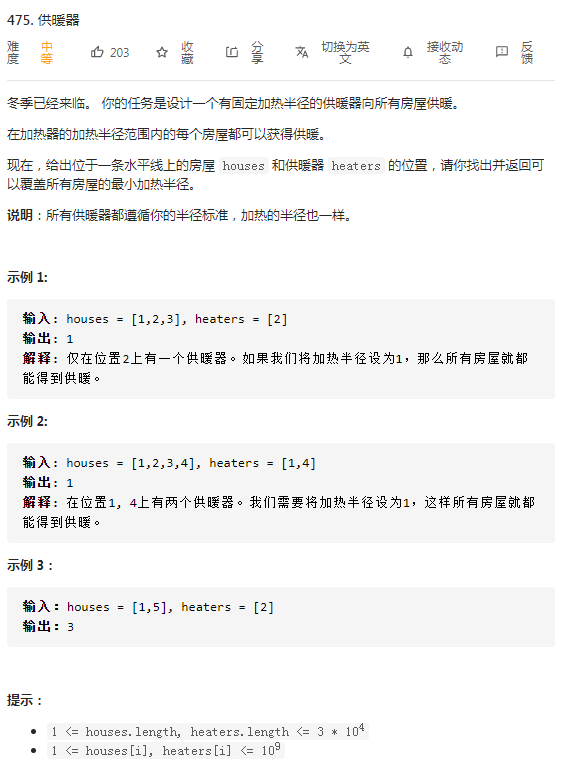 475. 供暖器
难度 中等 203 收藏 分享 切换为英文 接收动态 反馈
冬季已经来临。 你的任务是设计一个有固定加热半径的供暖器向所有房屋供暖。
在加热器的加热半径范围内的每个房屋都可以获得供暖。
现在，给出位于一条水平线上的房屋 houses 和供暖器 heaters 的位置，请你找出并返回可
以覆盖所有房屋的最小加热半径。
说明：所有供暖器都遵循你的半径标准，加热的半径也一样。
示例 1:
输入: houses = [1,2,3], heaters = [2]
输出: 1
解释: 仅在位置2上有一个供暖器。如果我们将加热半径设为1，那么所有房屋就都
能得到供暖。
示例 2:
输入: houses = [1,2,3,4], heaters = [1,4]
输出: 1
解释: 在位置1, 4上有两个供暖器。我们需要将加热半径设为1，这样所有房屋就都
能得到供暖。
示例 3：
输入：houses = [1,5], heaters = [2]
输出：3
提示：
1 <= houses.length, heaters.length <= 3 * 10⁴
1 <= houses[i], heaters[i] <= 10⁹